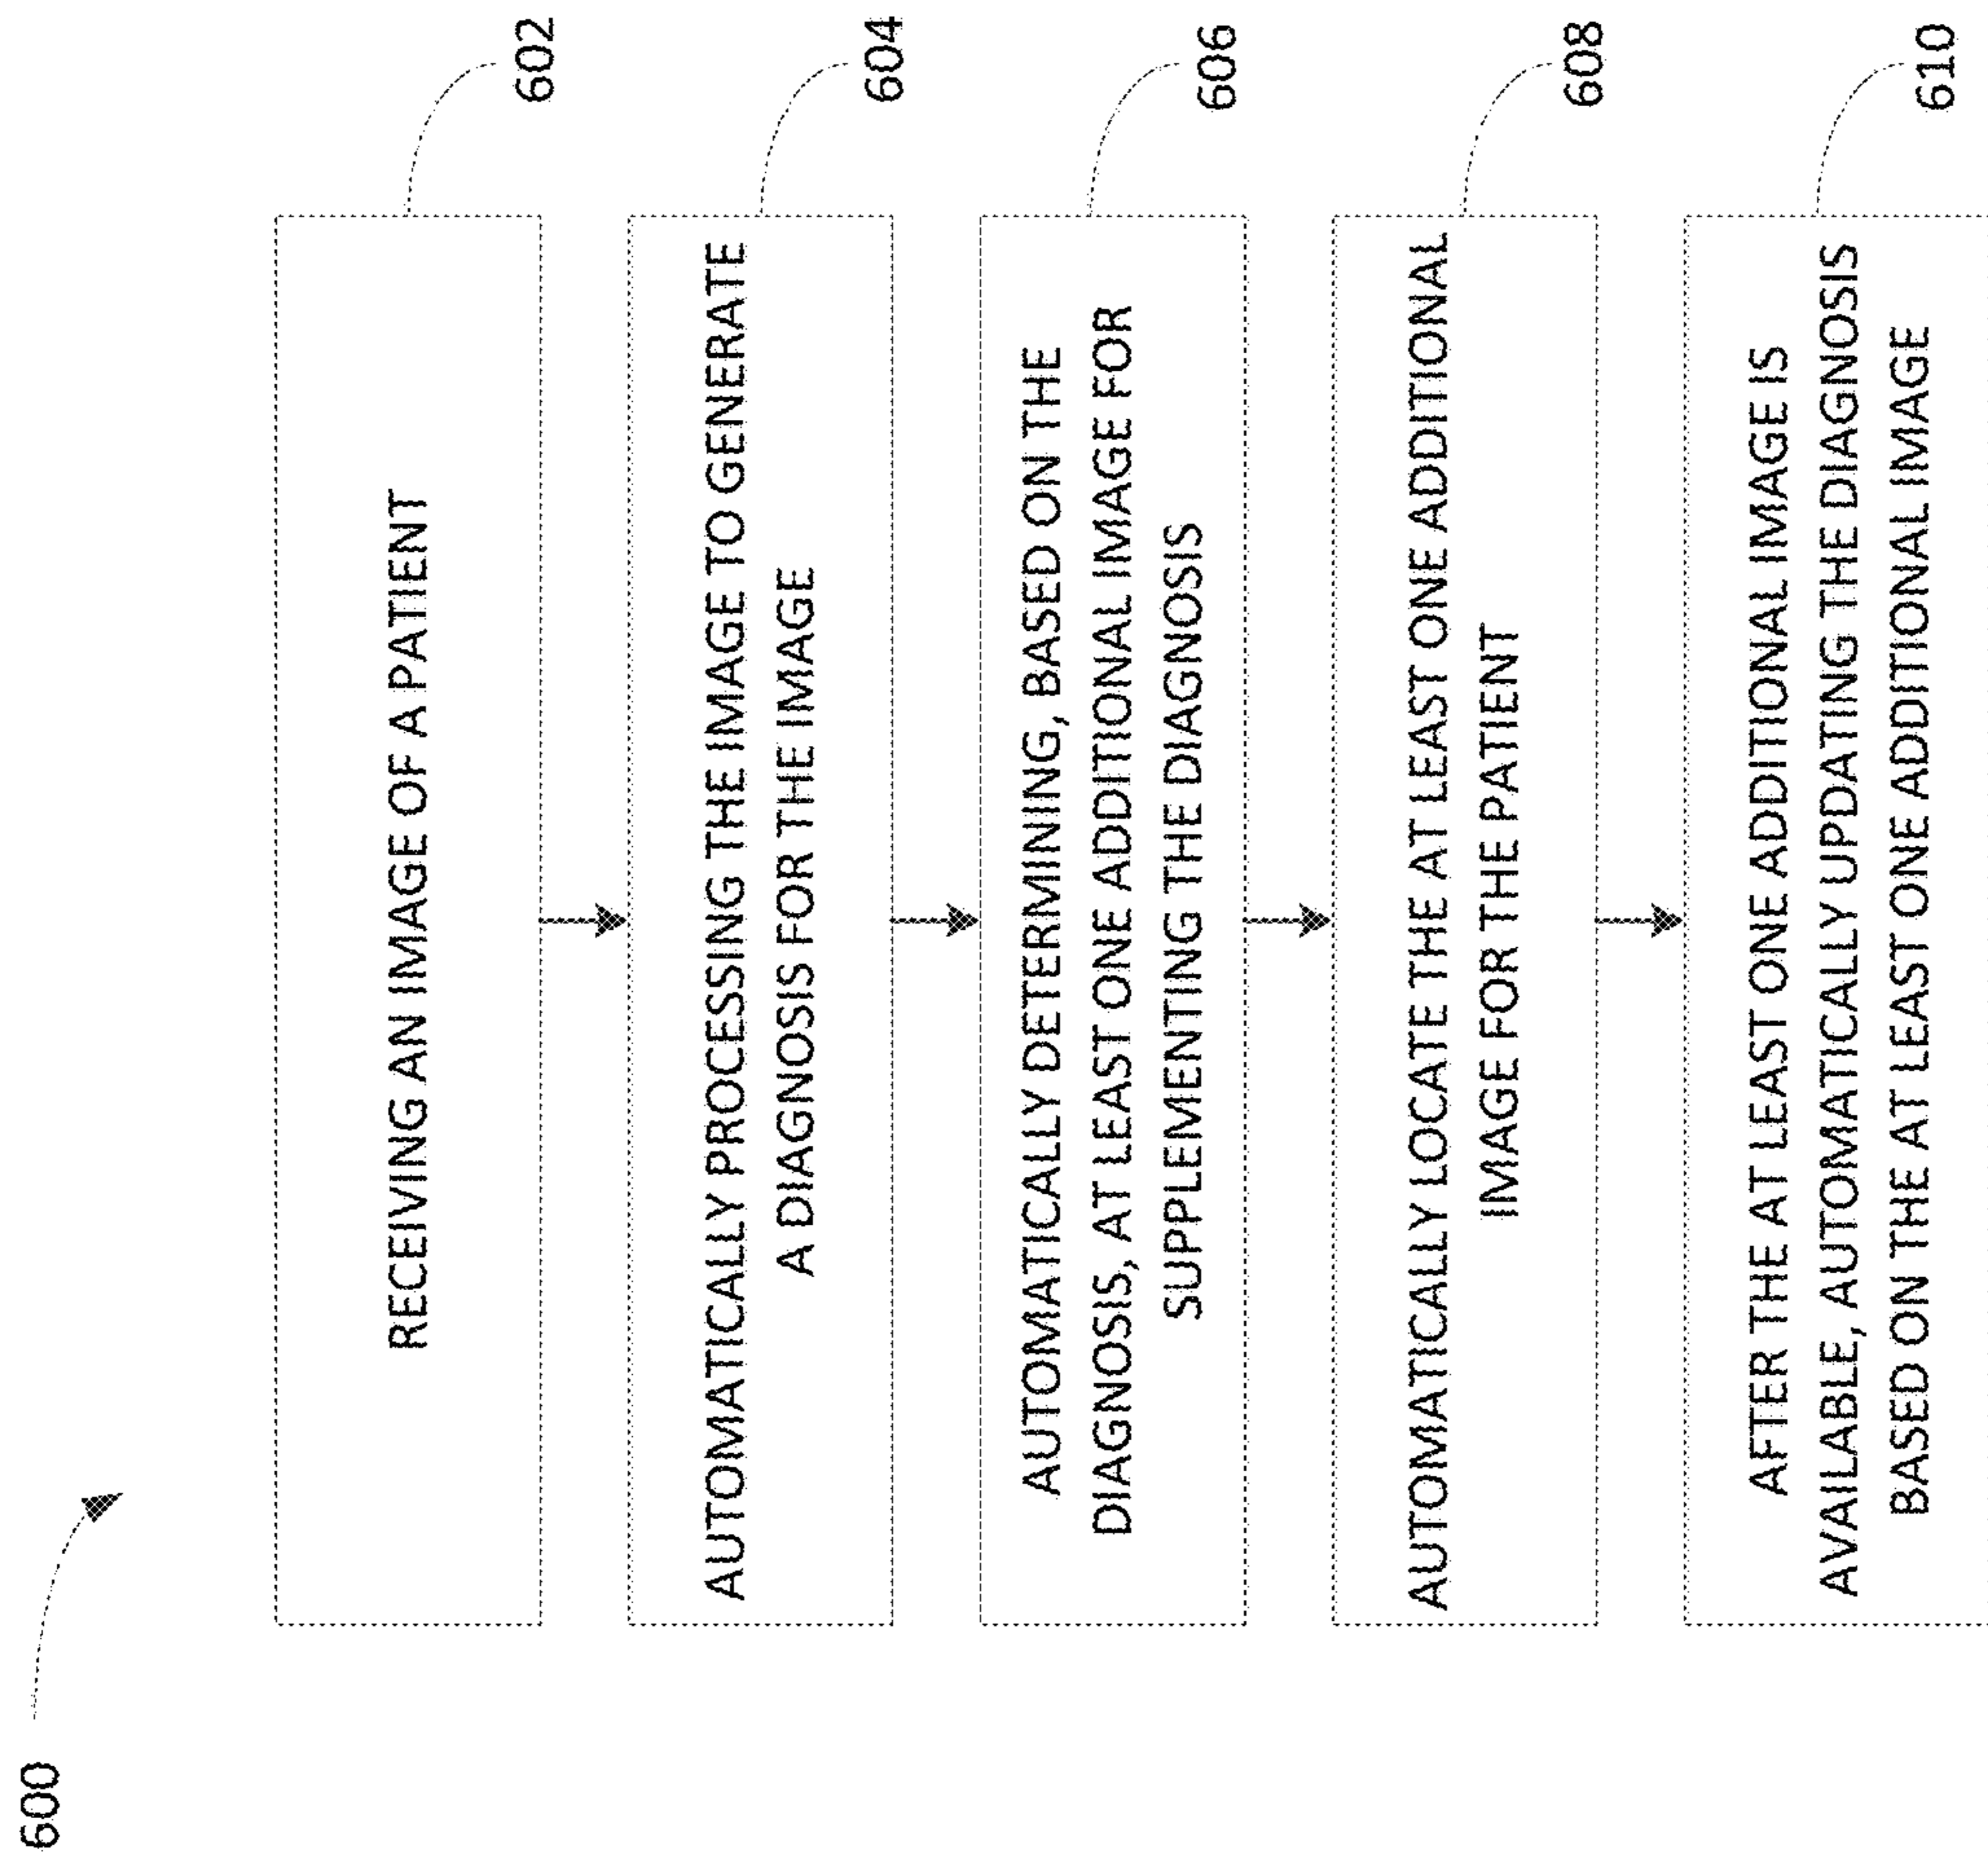 600
RECEIVING AN IMAGE OF A PATIENT
602
AUTOMATICALLY PROCESSING THE IMAGE TO GENERATE
A DIAGNOSIS FOR THE IMAGE
604
AUTOMATICALLY DETERMINING, BASED ON THE
DIAGNOSIS, AT LEAST ONE ADDITIONAL IMAGE FOR
SUPPLEMENTING THE DIAGNOSIS
606
AUTOMATICALLY LOCATE THE AT LEAST ONE ADDITIONAL
IMAGE FOR THE PATIENT
608
AFTER THE AT LEAST ONE ADDITIONAL IMAGE IS
AVAILABLE, AUTOMATICALLY UPDATING THE DIAGNOSIS
BASED ON THE AT LEAST ONE ADDITIONAL IMAGE
610